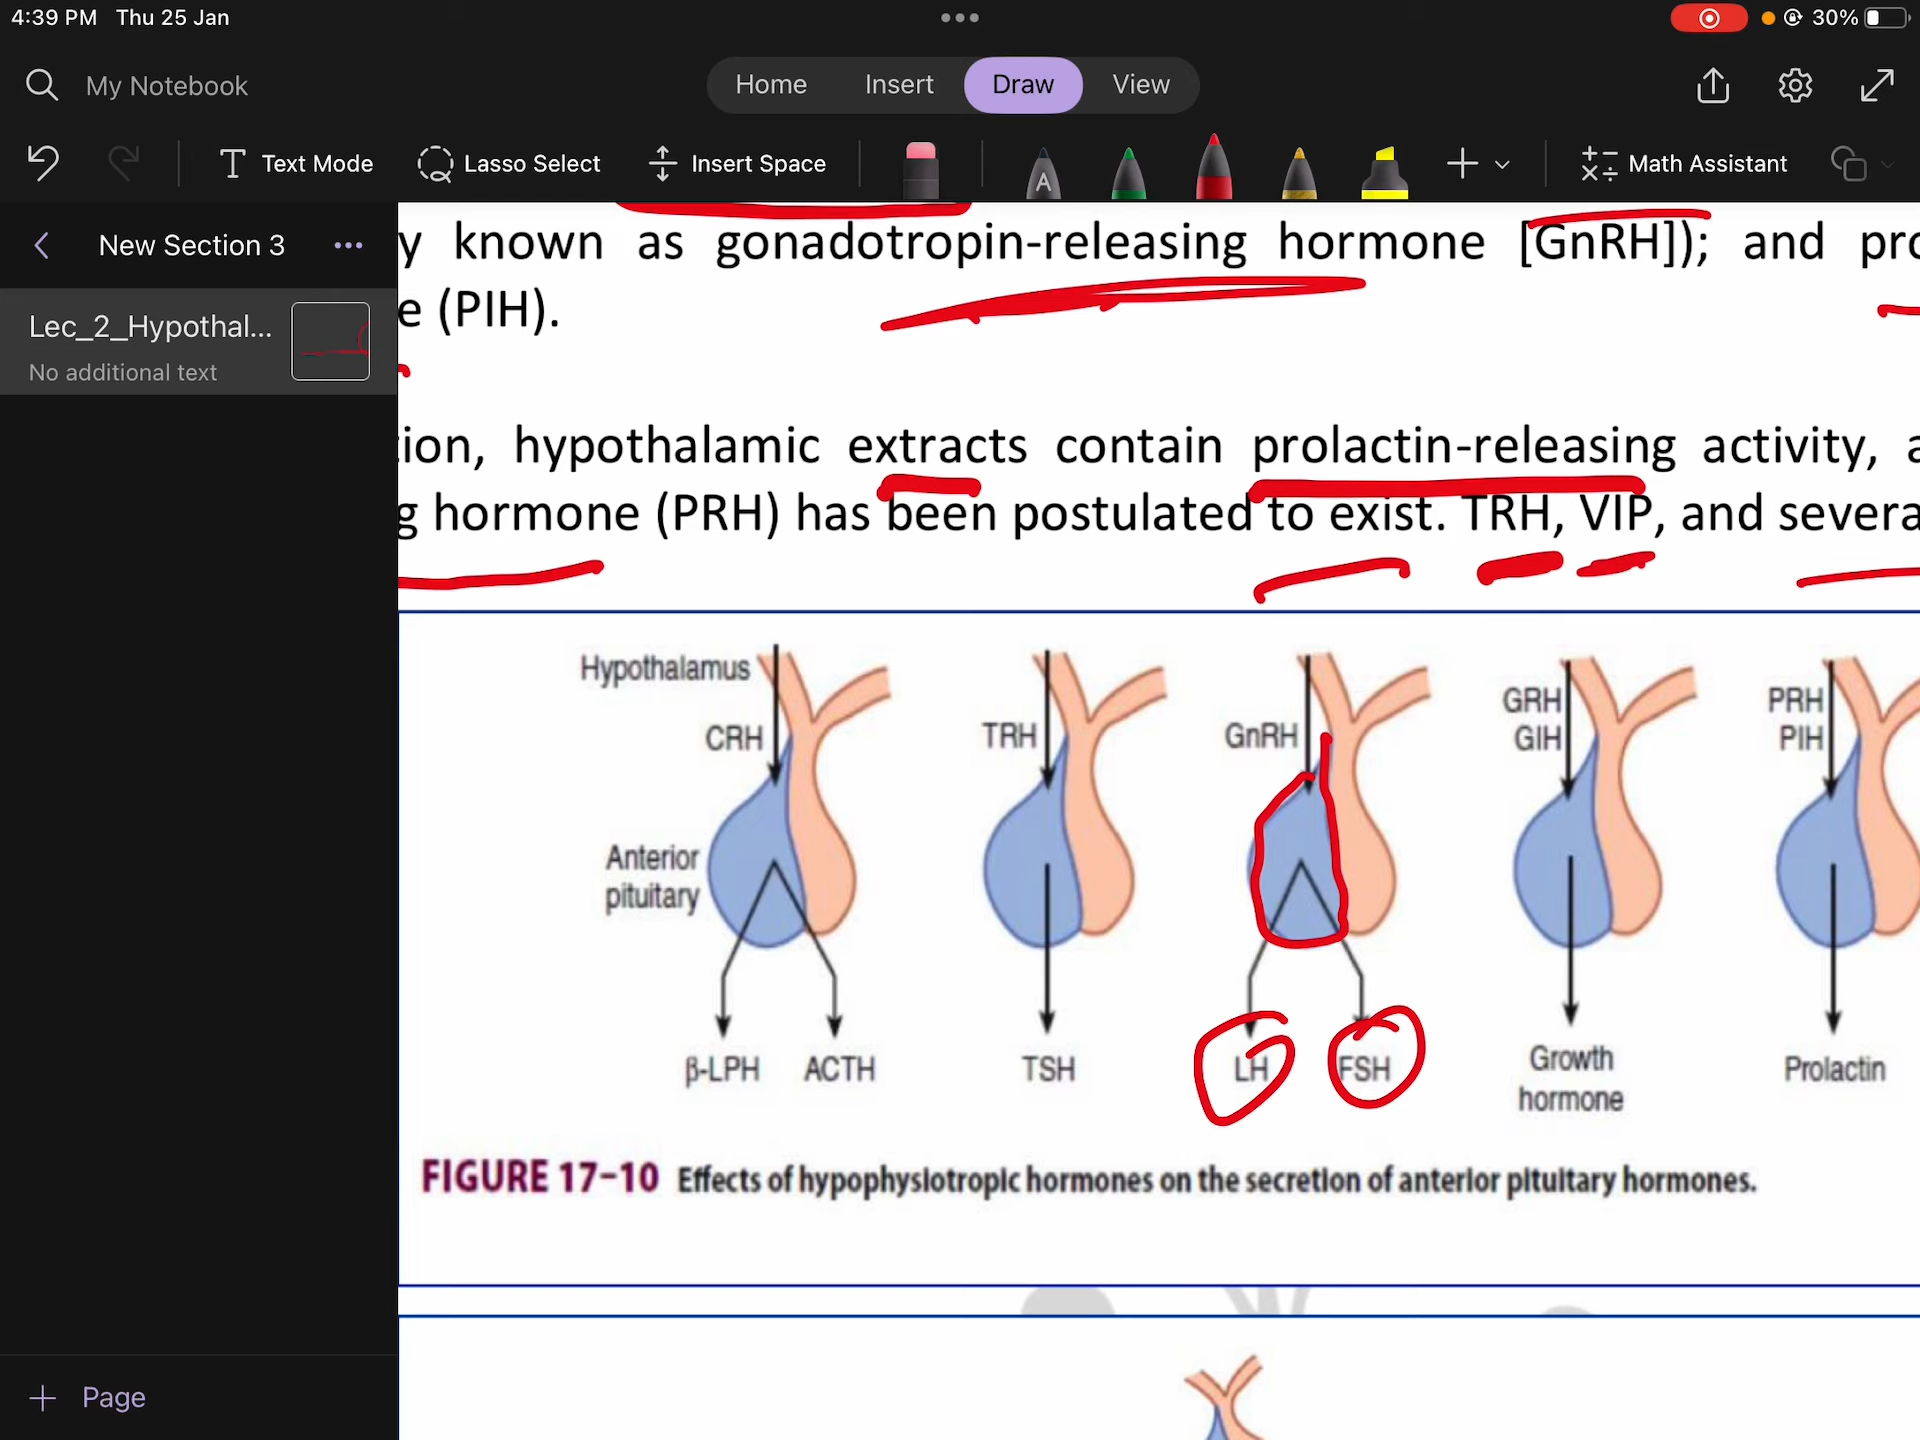 4:39 PM Thu 25 Jan
30%
My Notebook
Home Insert Draw View
Text Mode Lasso Select Insert Space A Math Assistant
New Section 3
Lec_2_Hypothal...
No additional text
y known as gonadotropin-releasing hormone [GnRH]); and pro
e (PIH).
tion, hypothalamic extracts contain prolactin-releasing activity, a
g hormone (PRH) has been postulated to exist. TRH, VIP, and severa
Hypothalamus
CRH
TRH
GnRH
GRH
GIH
PRH
PIH
Anterior
pituitary
β-LPH ACTH
TSH
LH FSH
Growth
hormone
Prolactin
FIGURE 17–10 Effects of hypophysiotropic hormones on the secretion of anterior pituitary hormones.
Page